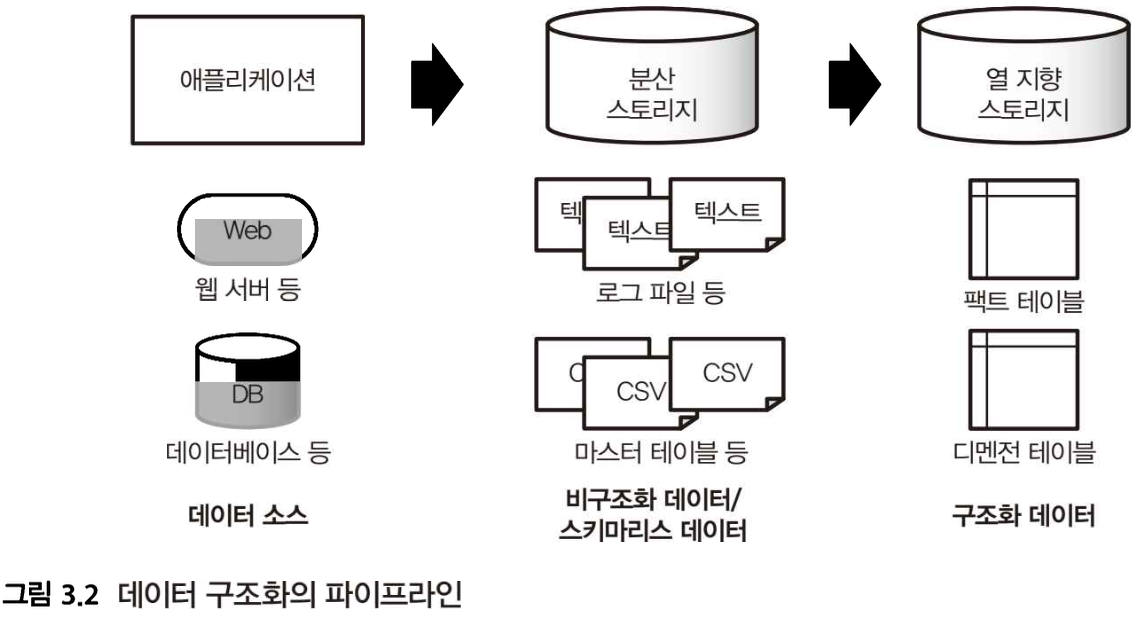 애플리케이션
분산
스토리지
열 지향
스토리지
Web
웹 서버 등
텍스트
텍스트
로그 파일 등
팩트 테이블
DB
데이터베이스 등
CSV
CSV
마스터 테이블 등
디멘전 테이블
데이터 소스
비구조화 데이터/
스키마리스 데이터
구조화 데이터
그림 3.2 데이터 구조화의 파이프라인